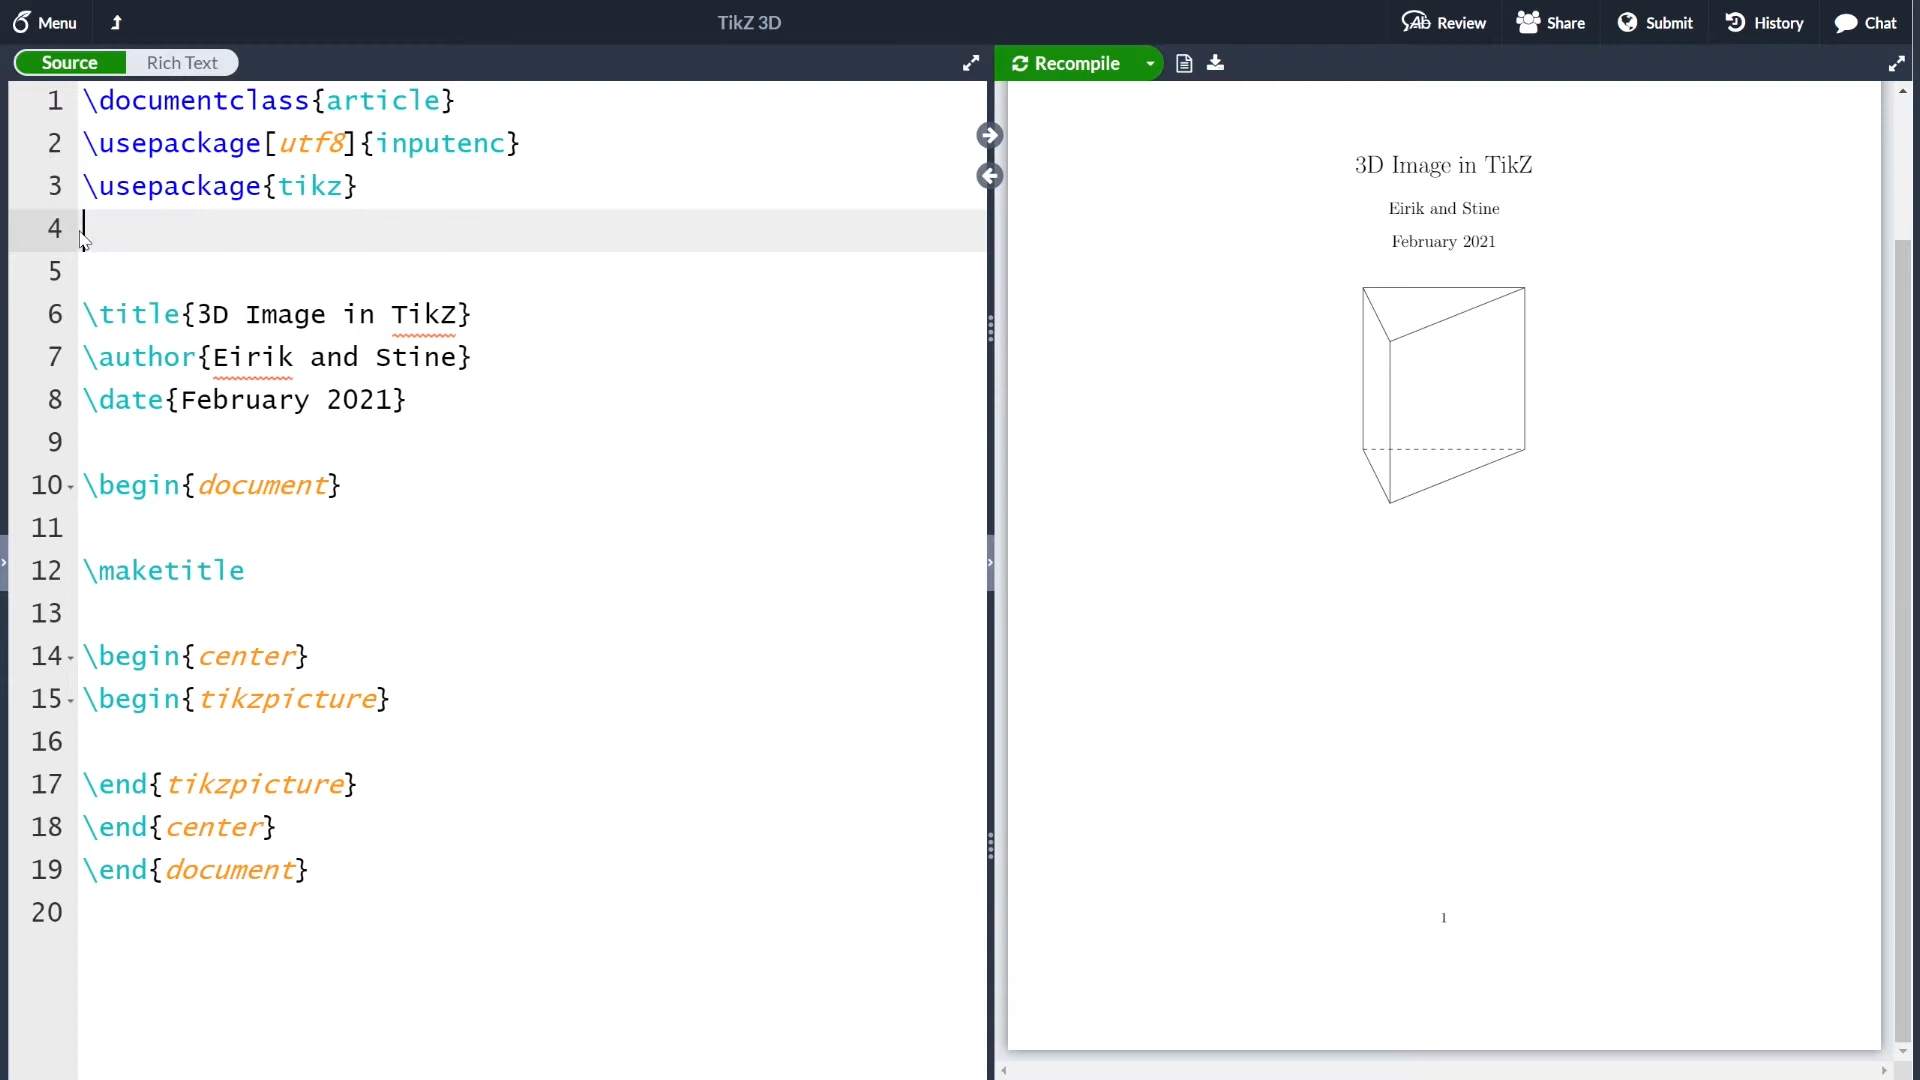 Menu
TikZ 3D
Review
Share
Submit
History
Chat
Source
Rich Text
Recompile
1 \documentclass{article}
2 \usepackage[utf8]{inputenc}
3 \usepackage{tikz}
4
5
6 \title{3D Image in TikZ}
7 \author{Eirik and Stine}
8 \date{February 2021}
9
10 \begin{document}
11
12 \maketitle
13
14 \begin{center}
15 \begin{tikzpicture}
16
17 \end{tikzpicture}
18 \end{center}
19 \end{document}
20
3D Image in TikZ
Eirik and Stine
February 2021
1